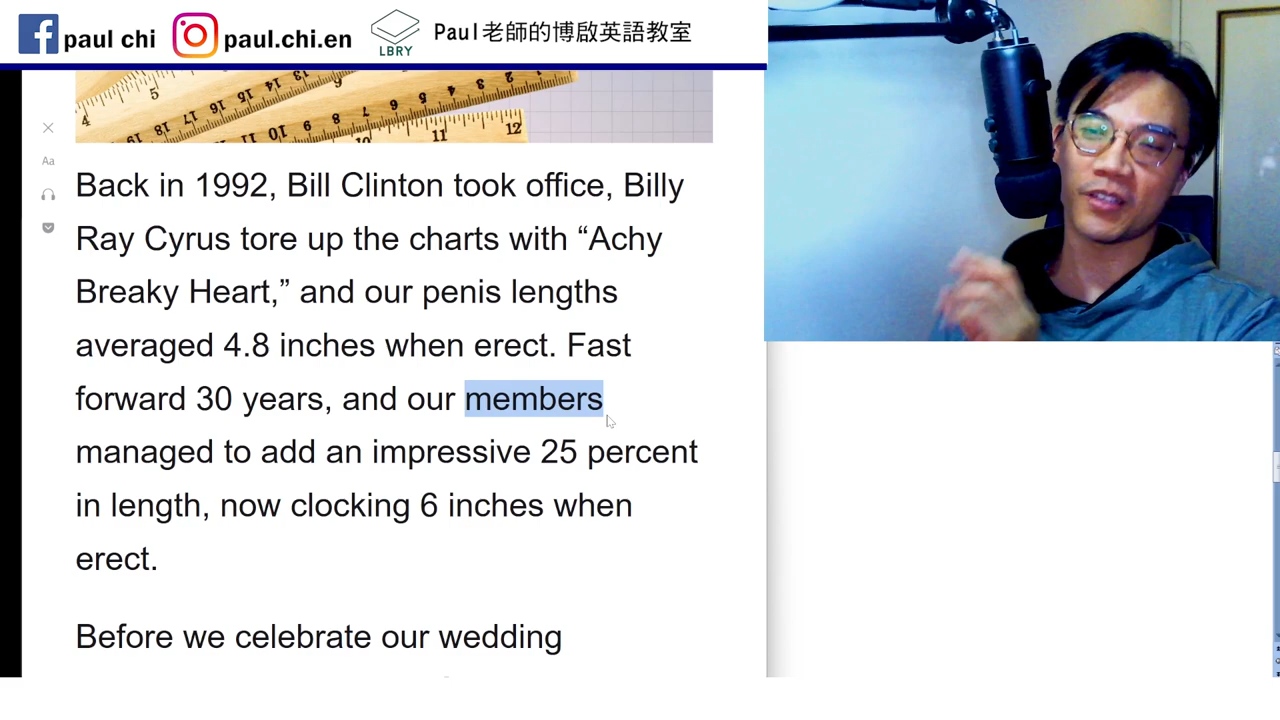 paul chi
paul.chi.en
LBRY
Paul老師的博啟英語教室
Back in 1992, Bill Clinton took office, Billy
Ray Cyrus tore up the charts with “Achy
Breaky Heart,” and our penis lengths
averaged 4.8 inches when erect. Fast
forward 30 years, and our members
managed to add an impressive 25 percent
in length, now clocking 6 inches when
erect.
Before we celebrate our wedding
Aa